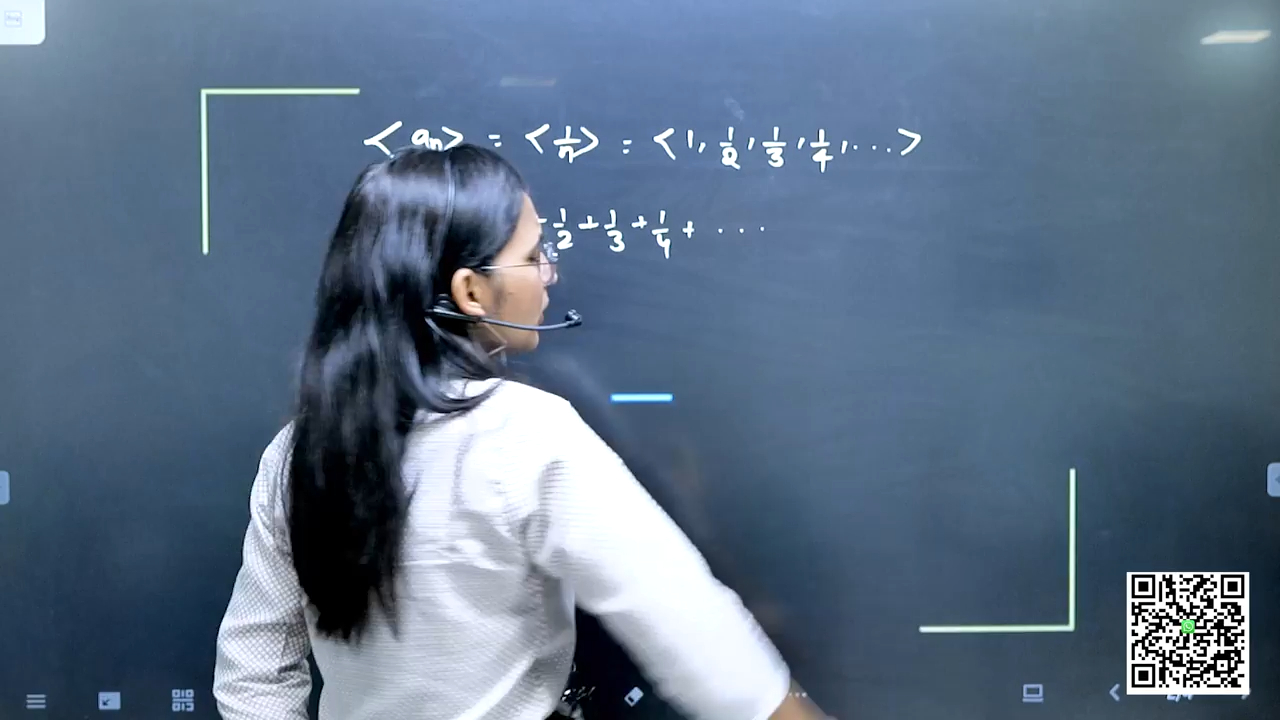 < aₙ> = <1/n> = <1, 1/2, 1/3, 1/4, ...>
1/2 + 1/3 + 1/4 + ...